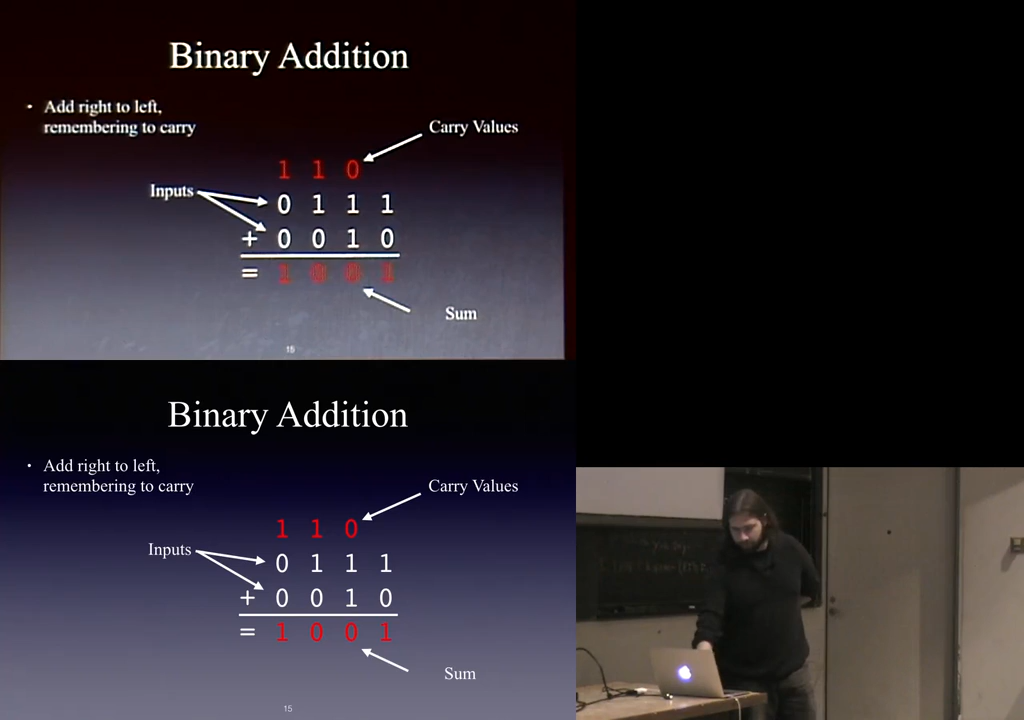 Binary Addition
• Add right to left,
remembering to carry
Carry Values
1 1 0
Inputs
0 1 1 1
+ 0 0 1 0
= 1 0 0 1
Sum
15
Binary Addition
• Add right to left,
remembering to carry
Carry Values
1 1 0
Inputs
0 1 1 1
+ 0 0 1 0
= 1 0 0 1
Sum
15